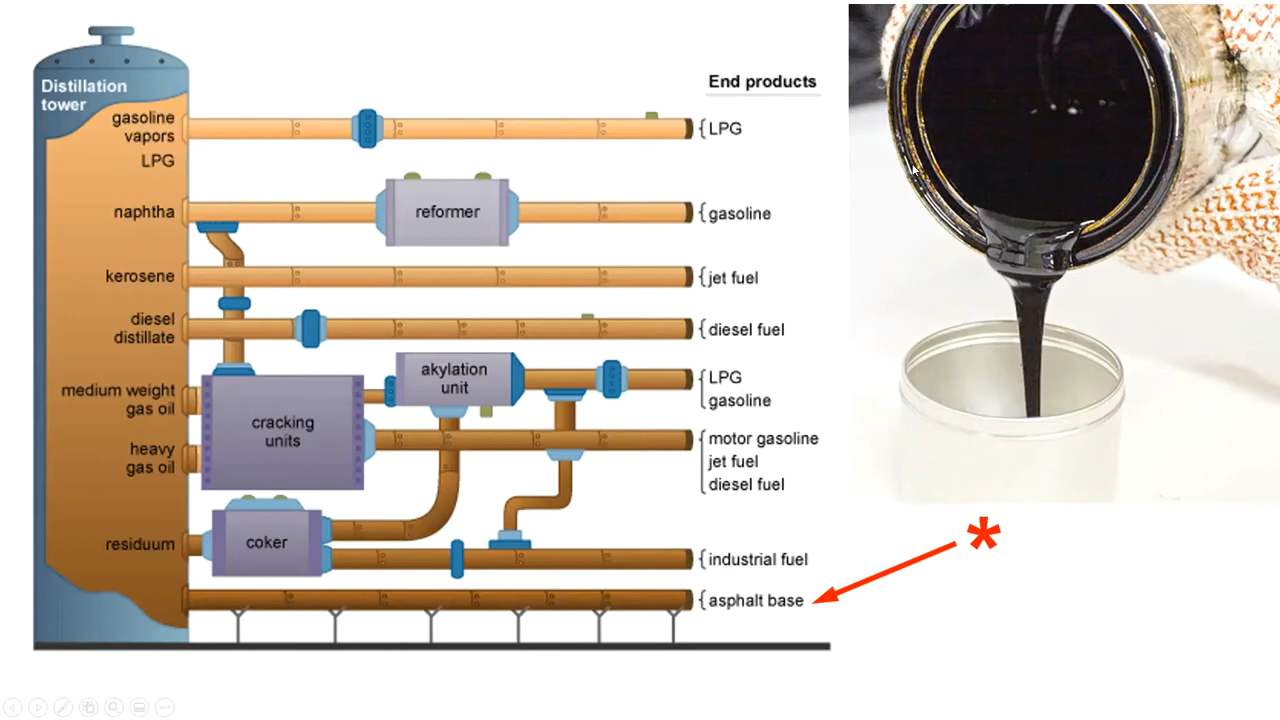 Distillation
tower
End products
gasoline
vapors
LPG
LPG
naphtha
reformer
gasoline
kerosene
jet fuel
diesel
distillate
diesel fuel
akylation
unit
LPG
gasoline
medium weight
gas oil
cracking
units
motor gasoline
jet fuel
diesel fuel
heavy
gas oil
residuum
coker
industrial fuel
asphalt base
*